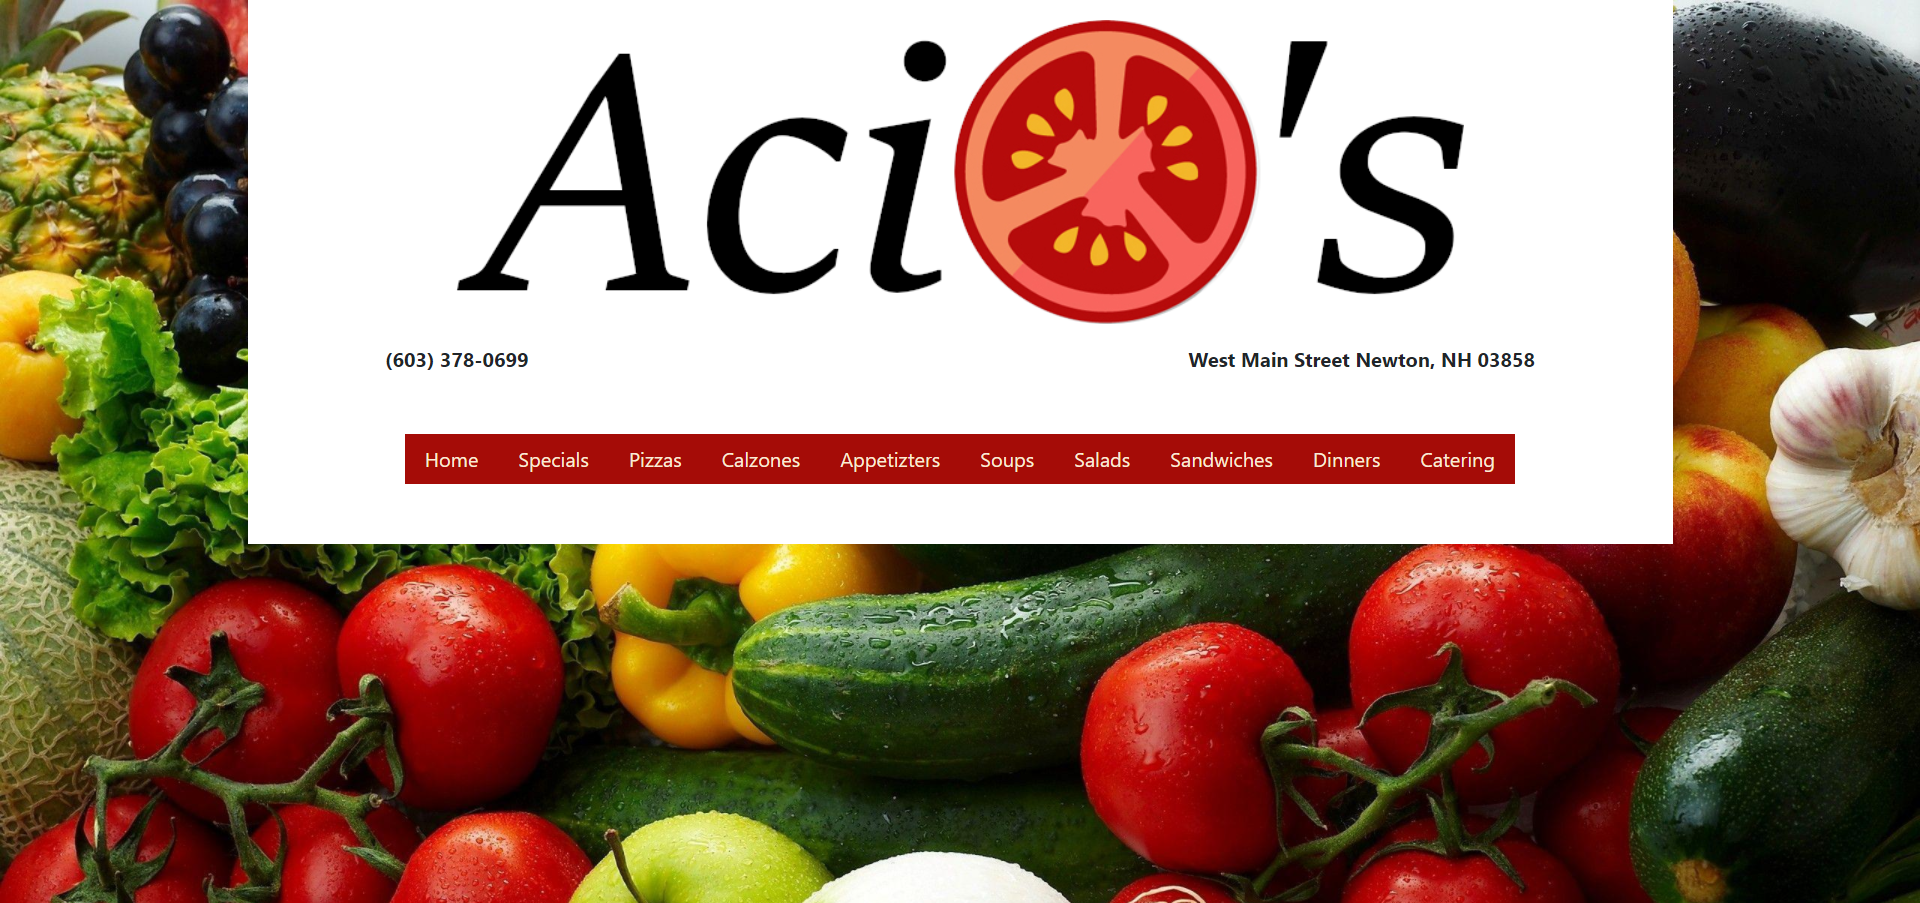 Aci's
(603) 378-0699
West Main Street Newton, NH 03858
Home Specials Pizzas Calzones Appetizters Soups Salads Sandwiches Dinners Catering